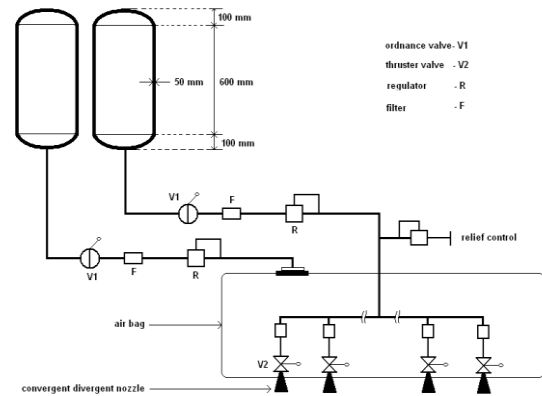 100 mm
50 mm
600 mm
100 mm
ordnance valve- V1
thruster valve - V2
regulator - R
filter - F
V1
F
R
relief control
V1
F
R
air bag
V2
convergent divergent nozzle